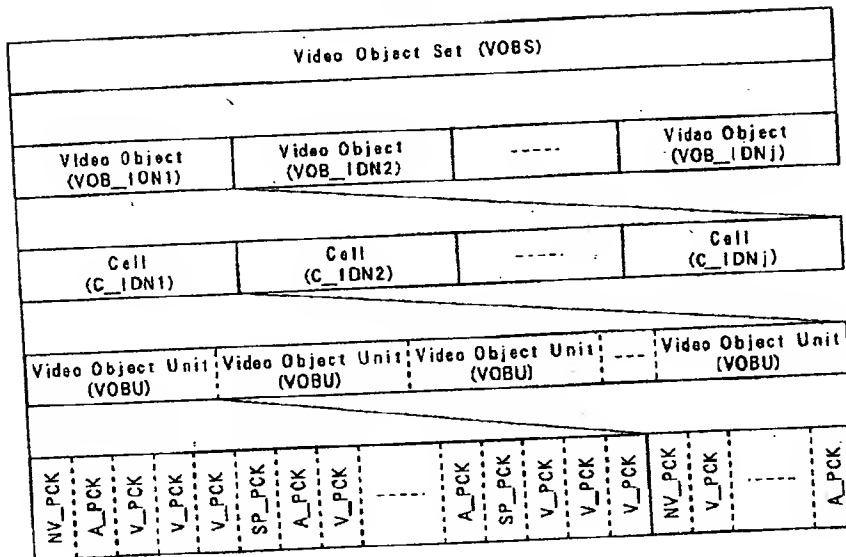 Video Object Set (VOBS)
Video Object
(VOB_ION1)
Video Object
(VOB_IDN2)
-----
Video Object
(VOB_IDNj)
Cell
(C_IDN1)
Cell
(C_IDN2)
-----
Cell
(C_IDNj)
Video Object Unit
(VOBU)
Video Object Unit
(VOBU)
Video Object Unit
(VOBU)
----
Video Object Unit
(VOBU)
NV_PCK
A_PCK
V_PCK
V_PCK
V_PCK
SP_PCK
A_PCK
V_PCK
-----
A_PCK
SP_PCK
V_PCK
V_PCK
V_PCK
NV_PCK
V_PCK
-----
A_PCK